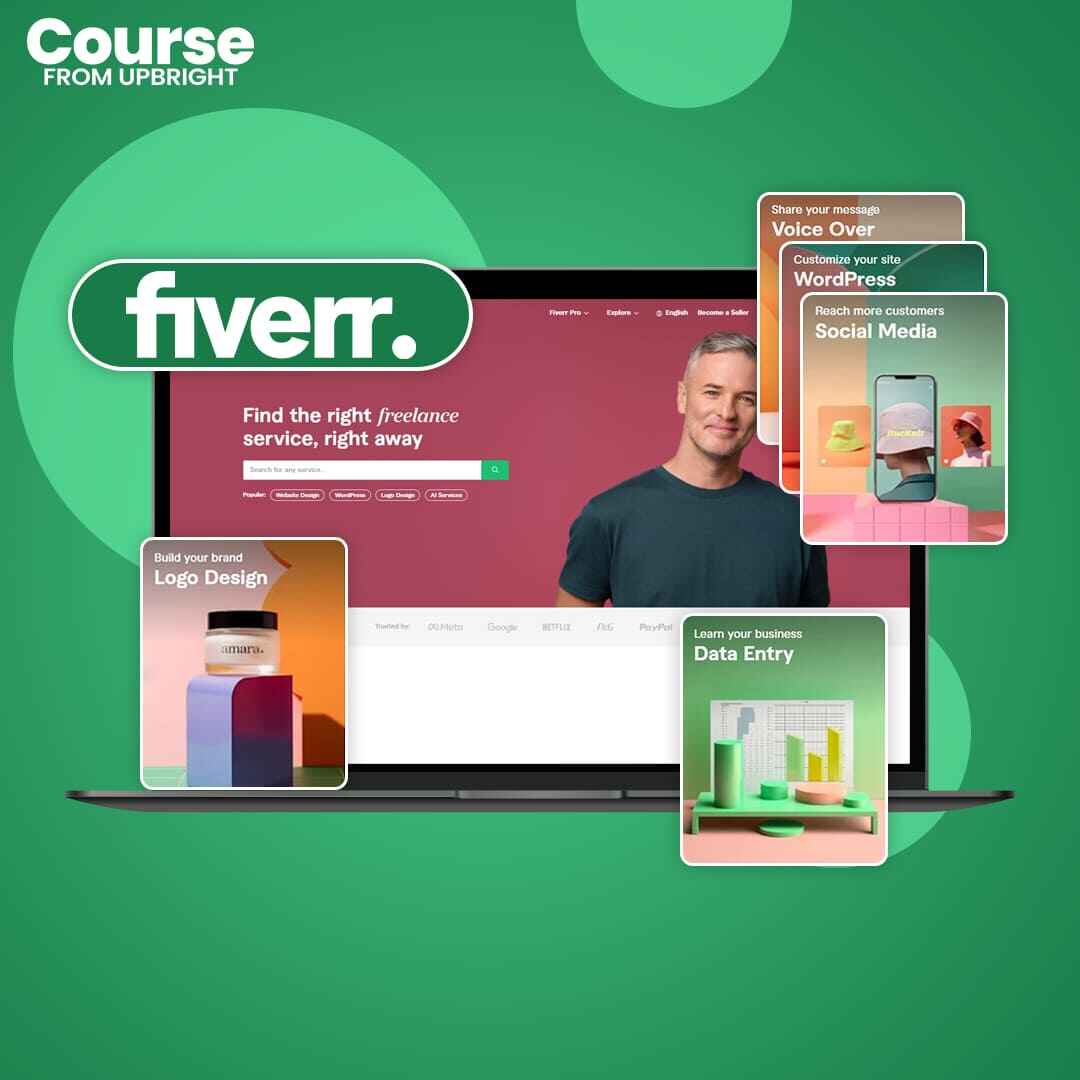 Course
FROM UPBRIGHT
fiverr.
Fiverr Pro
Explore
English
Become a Seller
Find the right freelance
service, right away
Search for any service...
Popular:
Website Design
WordPress
Logo Design
AI Services
Share your message
Voice Over
Customize your site
WordPress
Reach more customers
Social Media
Build your brand
Logo Design
amara.
Trusted by:
Meta
Google
NETFLIX
P&G
PayPal
Learn your business
Data Entry